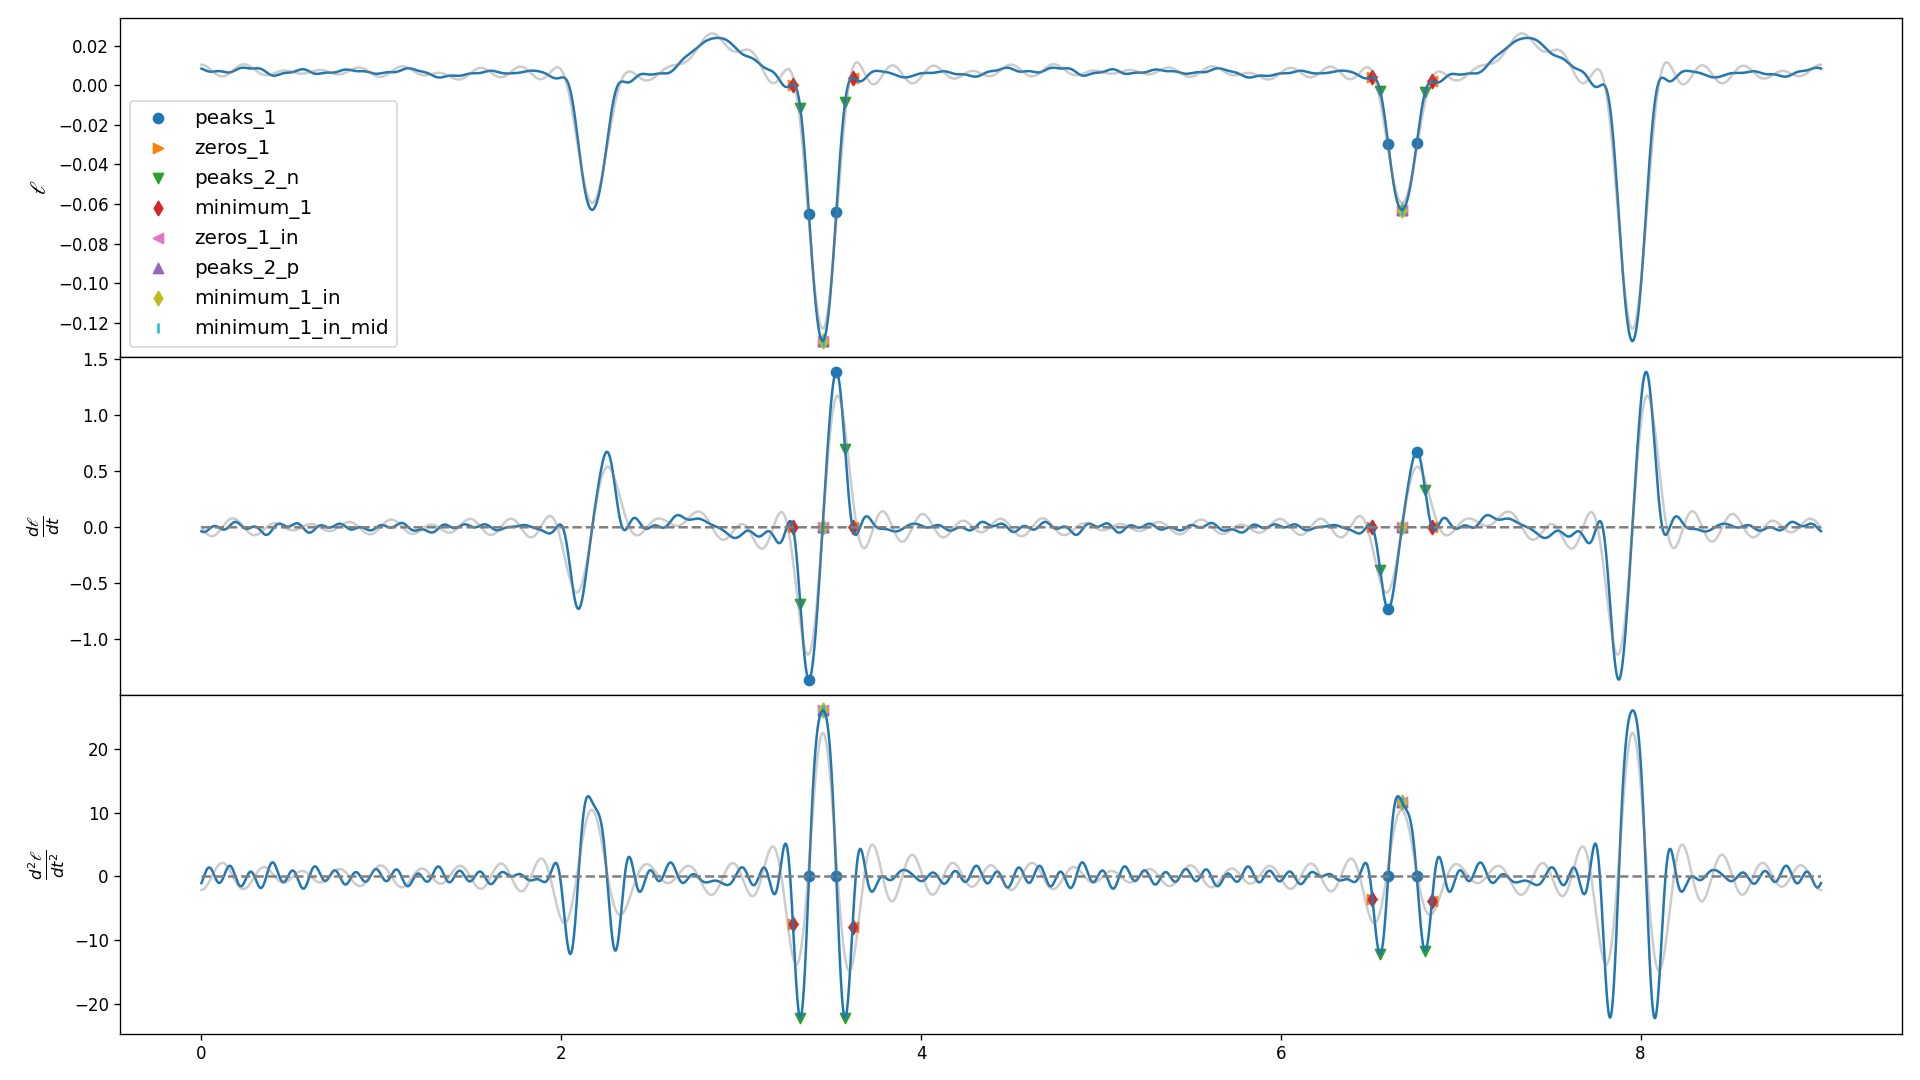 0.02
0.00
−0.02
−0.04
−0.06
−0.08
−0.10
−0.12
ℓ
peaks_1
zeros_1
peaks_2_n
minimum_1
zeros_1_in
peaks_2_p
minimum_1_in
minimum_1_in_mid
1.5
1.0
0.5
0.0
−0.5
−1.0
dℓ
dt
20
10
0
−10
−20
d²ℓ
dt²
0 2 4 6 8